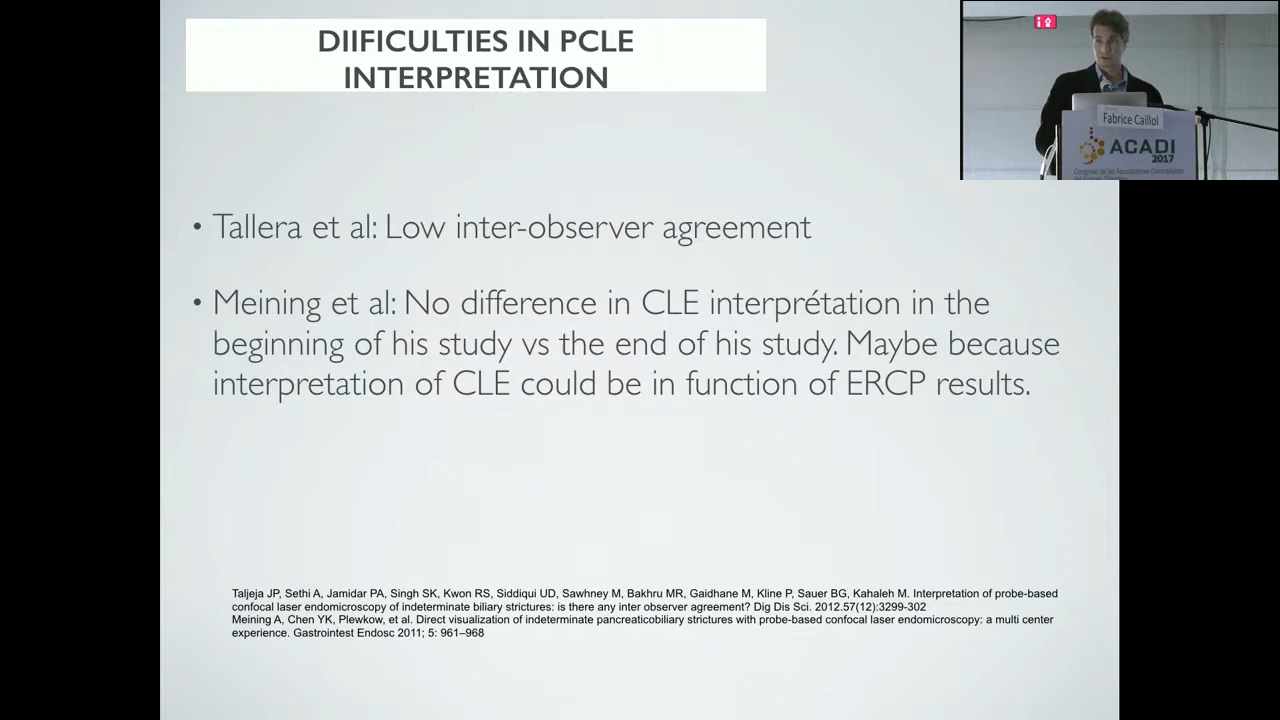 DIIFICULTIES IN PCLE
INTERPRETATION
Fabrice Caillol
ACADI
2017
• Tallera et al: Low inter-observer agreement
• Meining et al: No difference in CLE interprétation in the
beginning of his study vs the end of his study. Maybe because
interpretation of CLE could be in function of ERCP results.
Taljeja JP, Sethi A, Jamidar PA, Singh SK, Kwon RS, Siddiqui UD, Sawhney M, Bakhru MR, Gaidhane M, Kline P, Sauer BG, Kahaleh M. Interpretation of probe-based
confocal laser endomicroscopy of indeterminate biliary strictures: is there any inter observer agreement? Dig Dis Sci. 2012.57(12):3299-302
Meining A, Chen YK, Plewkow, et al. Direct visualization of indeterminate pancreaticobiliary strictures with probe-based confocal laser endomicroscopy: a multi center
experience. Gastrointest Endosc 2011; 5: 961–968